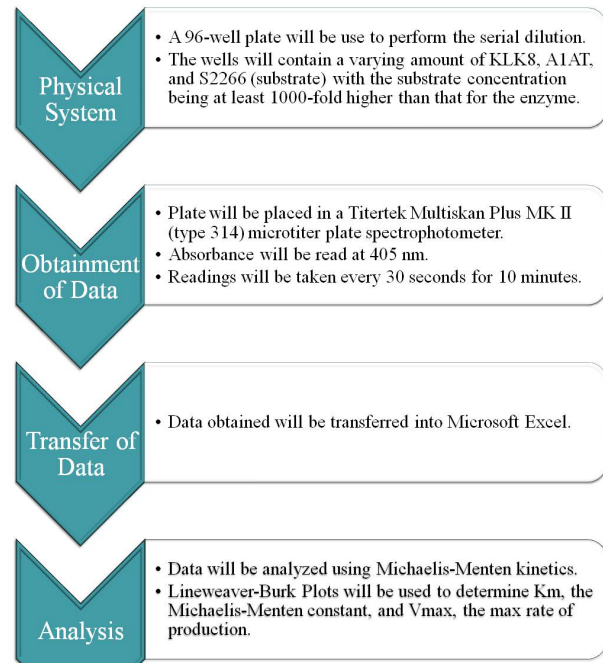 Physical
System
• A 96-well plate will be use to perform the serial dilution.
• The wells will contain a varying amount of KLK8, A1AT,
and S2266 (substrate) with the substrate concentration
being at least 1000-fold higher than that for the enzyme.
Obtainment
of Data
• Plate will be placed in a Titertek Multiskan Plus MK II
(type 314) microtiter plate spectrophotometer.
• Absorbance will be read at 405 nm.
• Readings will be taken every 30 seconds for 10 minutes.
Transfer of
Data
• Data obtained will be transferred into Microsoft Excel.
Analysis
• Data will be analyzed using Michaelis-Menten kinetics.
• Lineweaver-Burk Plots will be used to determine Km, the
Michaelis-Menten constant, and Vmax, the max rate of
production.